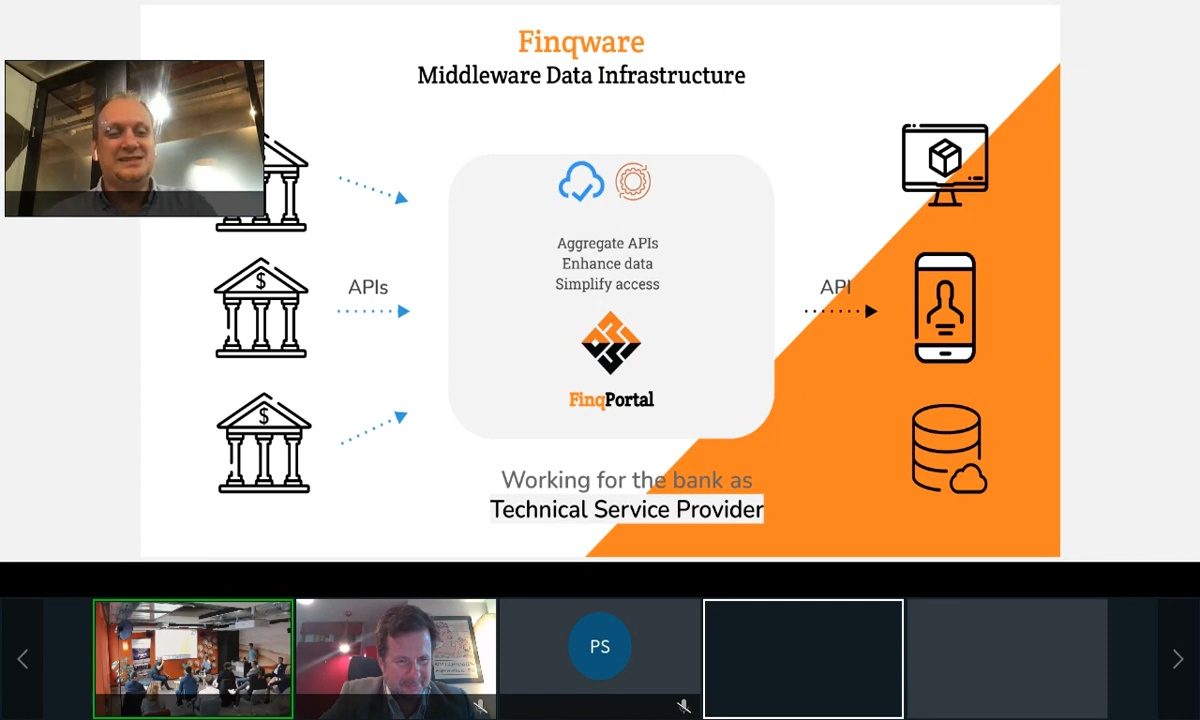 Finqware
Middleware Data Infrastructure
$
$
APIs
Aggregate APIs
Enhance data
Simplify access
FinqPortal
API
Working for the bank as
Technical Service Provider
PS